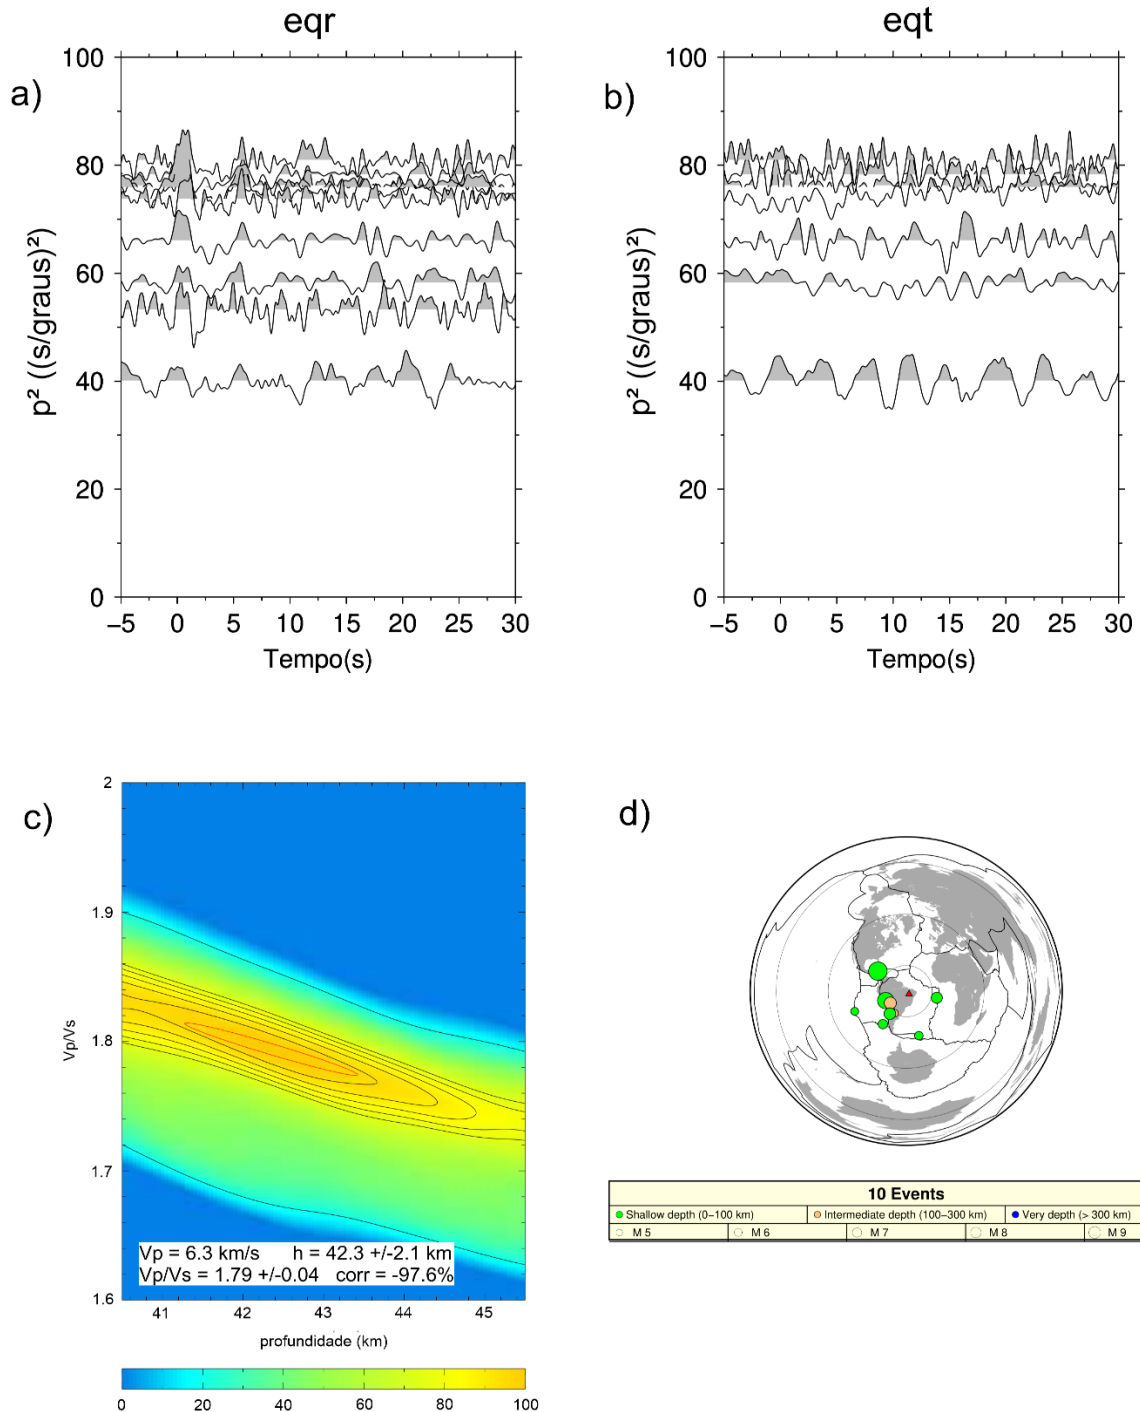 eqr
eqt
a)
100
80
60
40
20
0
p² ((s/graus)²)
−5 0 5 10 15 20 25 30
Tempo(s)
b)
100
80
60
40
20
0
p² ((s/graus)²)
−5 0 5 10 15 20 25 30
Tempo(s)
c)
2
1.9
1.8
1.7
1.6
Vp/Vs
Vp = 6.3 km/s h = 42.3 +/-2.1 km
Vp/Vs = 1.79 +/-0.04 corr = -97.6%
41 42 43 44 45
profundidade (km)
0 20 40 60 80 100
d)
10 Events
Shallow depth (0−100 km) Intermediate depth (100−300 km) Very depth (> 300 km)
M 5 M 6 M 7 M 8 M 9